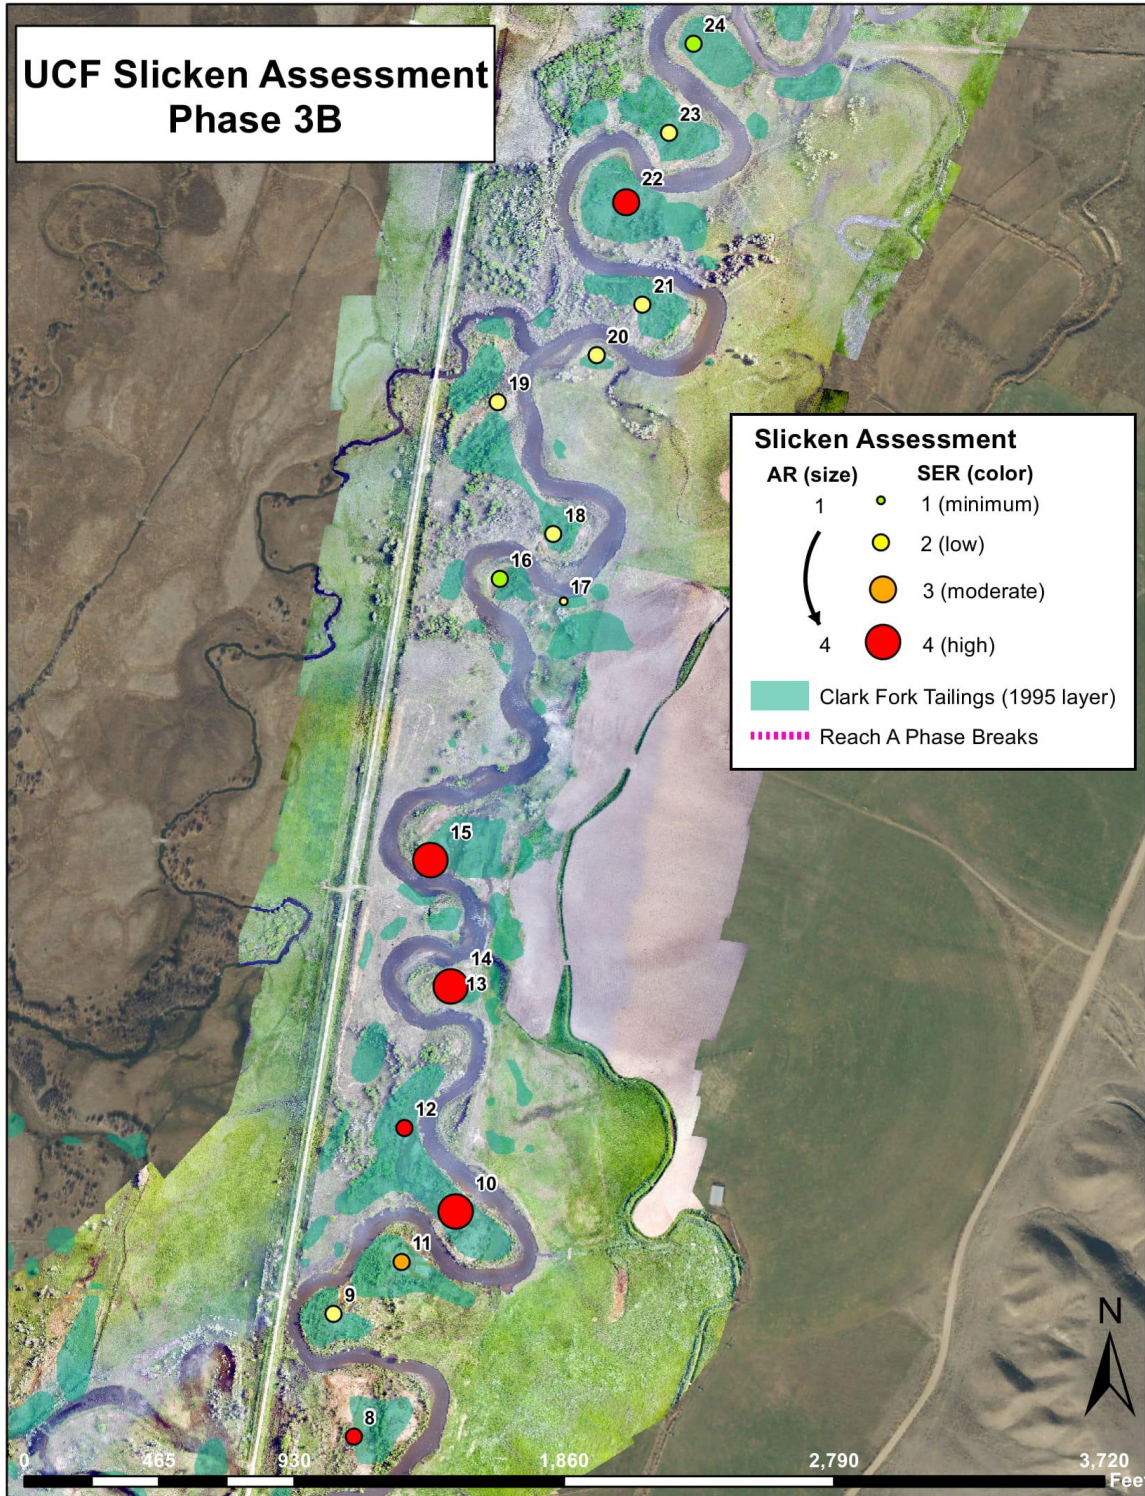 UCF Slicken Assessment
Phase 3B
24
23
22
21
20
19
18
16
17
15
14
13
12
10
11
9
8
Slicken Assessment
AR (size) SER (color)
1 1 (minimum)
2 (low)
3 (moderate)
4 4 (high)
Clark Fork Tailings (1995 layer)
Reach A Phase Breaks
N
0 465 930 1,860 2,790 3,720
Feet